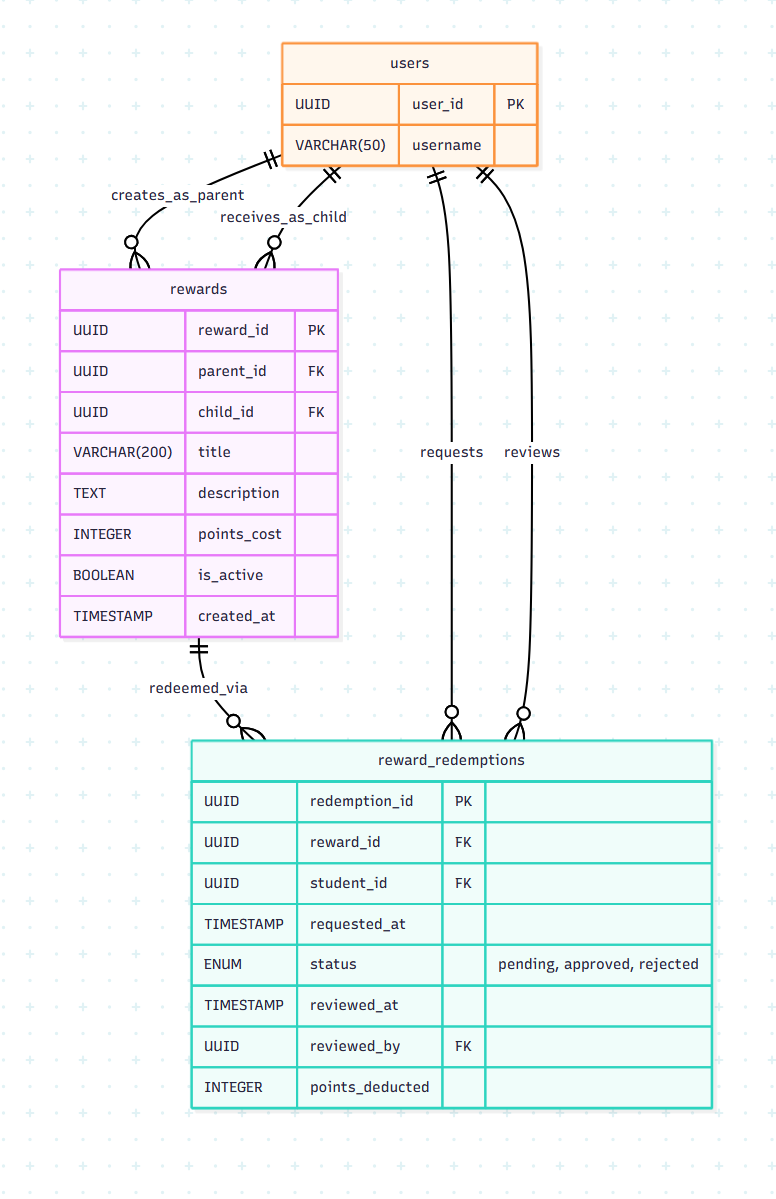 users
UUID user_id PK
VARCHAR(50) username
creates_as_parent
receives_as_child
rewards
UUID reward_id PK
UUID parent_id FK
UUID child_id FK
VARCHAR(200) title
TEXT description
INTEGER points_cost
BOOLEAN is_active
TIMESTAMP created_at
requests
reviews
redeemed_via
reward_redemptions
UUID redemption_id PK
UUID reward_id FK
UUID student_id FK
TIMESTAMP requested_at
ENUM status pending, approved, rejected
TIMESTAMP reviewed_at
UUID reviewed_by FK
INTEGER points_deducted